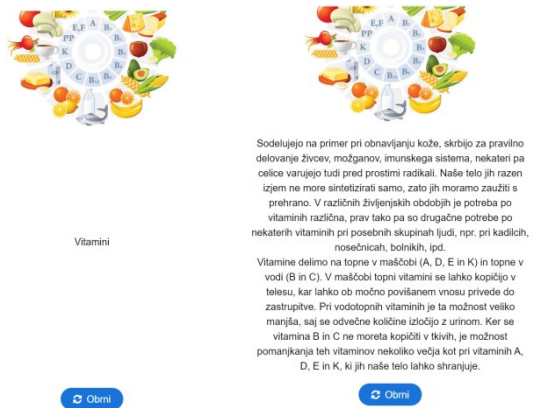 Vitamini
Obrni
Sodelujejo na primer pri obnavljanju kože, skrbijo za pravilno
delovanje živcev, možganov, imunskega sistema, nekateri pa
celice varujejo tudi pred prostimi radikali. Naše telo jih razen
izjem ne more sintetizirati samo, zato jih moramo zaužiti s
prehrano. V različnih življenjskih obdobjih je potreba po
vitaminih različna, prav tako pa so drugačne potrebe po
nekaterih vitaminih pri posebnih skupinah ljudi, npr. pri kadilcih,
nosečnicah, bolnikih, ipd.
Vitamine delimo na topne v maščobi (A, D, E in K) in topne v
vodi (B in C). V maščobi topni vitamini se lahko kopičijo v
telesu, kar lahko ob močno povišanem vnosu privede do
zastrupitve. Pri vodotopnih vitaminih je ta možnost veliko
manjša, saj se odvečne količine izločijo z urinom. Ker se
vitamina B in C ne moreta kopičiti v tkivih, je možnost
pomanjkanja teh vitaminov nekoliko večja kot pri vitaminih A,
D, E in K, ki jih naše telo lahko shranjuje.
Obrni